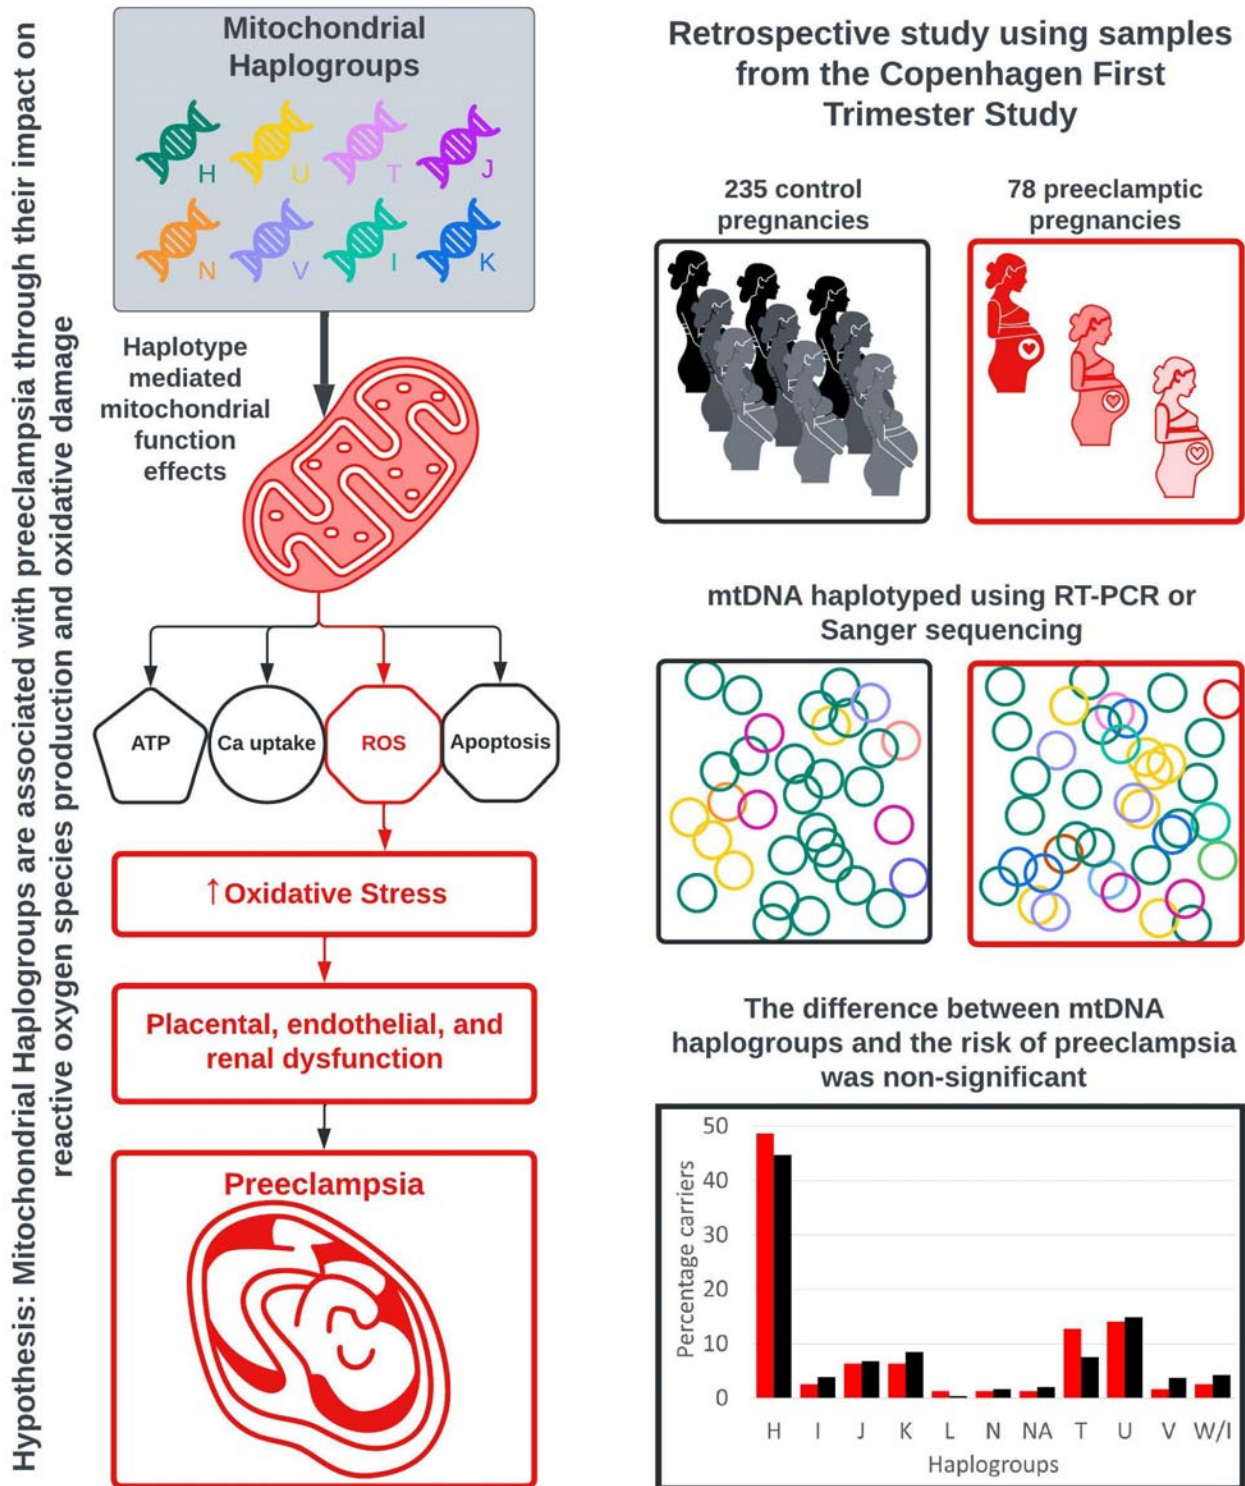 Hypothesis: Mitochondrial Haplogroups are associated with preeclampsia through their impact on
reactive oxygen species production and oxidative damage
Mitochondrial
Haplogroups
H
U
T
J
N
V
I
K
Haplotype
mediated
mitochondrial
function
effects
ATP
Ca uptake
ROS
Apoptosis
↑Oxidative Stress
Placental, endothelial, and
renal dysfunction
Preeclampsia
Retrospective study using samples
from the Copenhagen First
Trimester Study
235 control
pregnancies
78 preeclamptic
pregnancies
mtDNA haplotyped using RT-PCR or
Sanger sequencing
The difference between mtDNA
haplogroups and the risk of preeclampsia
was non-significant
Percentage carriers
50
40
30
20
10
0
H I J K L N NA T U V W/I
Haplogroups